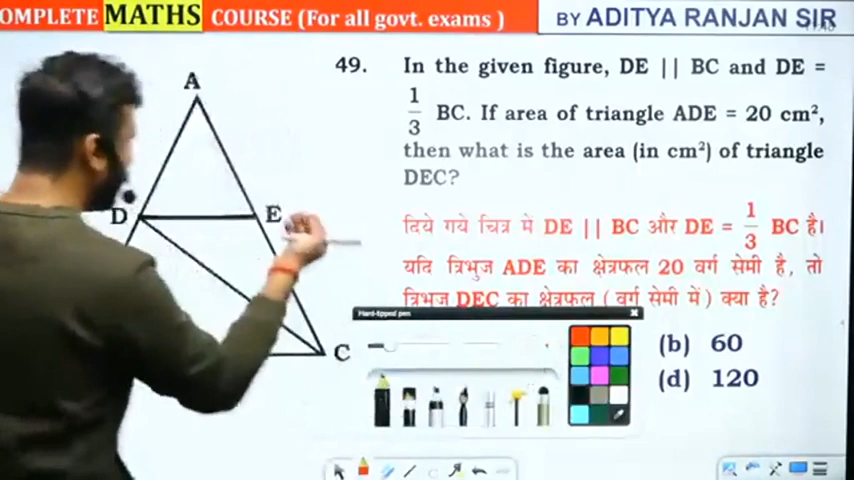 OMPLETE MATHS COURSE (For all govt. exams )
BY ADITYA RANJAN SIR
49. In the given figure, DE || BC and DE =
1/3 BC. If area of triangle ADE = 20 cm²,
then what is the area (in cm²) of triangle
DEC?
दिये गये चित्र में DE || BC और DE = 1/3 BC है।
यदि त्रिभुज ADE का क्षेत्रफल 20 वर्ग सेमी है, तो
त्रिभुज DEC का क्षेत्रफल ( वर्ग सेमी में ) क्या है?
A
D
E
C
Hard-tipped pen
(b) 60
(d) 120